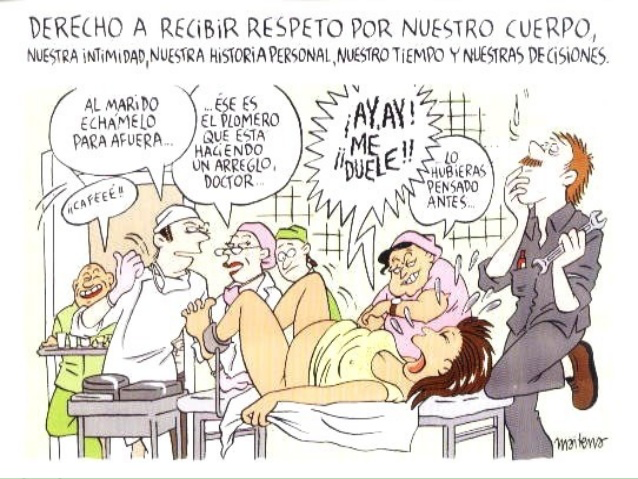 DERECHO A RECIBIR RESPETO POR NUESTRO CUERPO,
NUESTRA INTIMIDAD, NUESTRA HISTORIA PERSONAL, NUESTRO TIEMPO Y NUESTRAS DECISIONES.
AL MARIDO
ECHAMELO
PARA AFUERA...
...ÉSE ES
EL PLOMERO
QUE ESTÁ
HACIENDO
UN ARREGLO,
DOCTOR...
¡AY, AY!
ME
¡¡DUELE!!
LO
HUBIERAS
PENSADO
ANTES...
¡¡CAFEEÉ!!
maitena